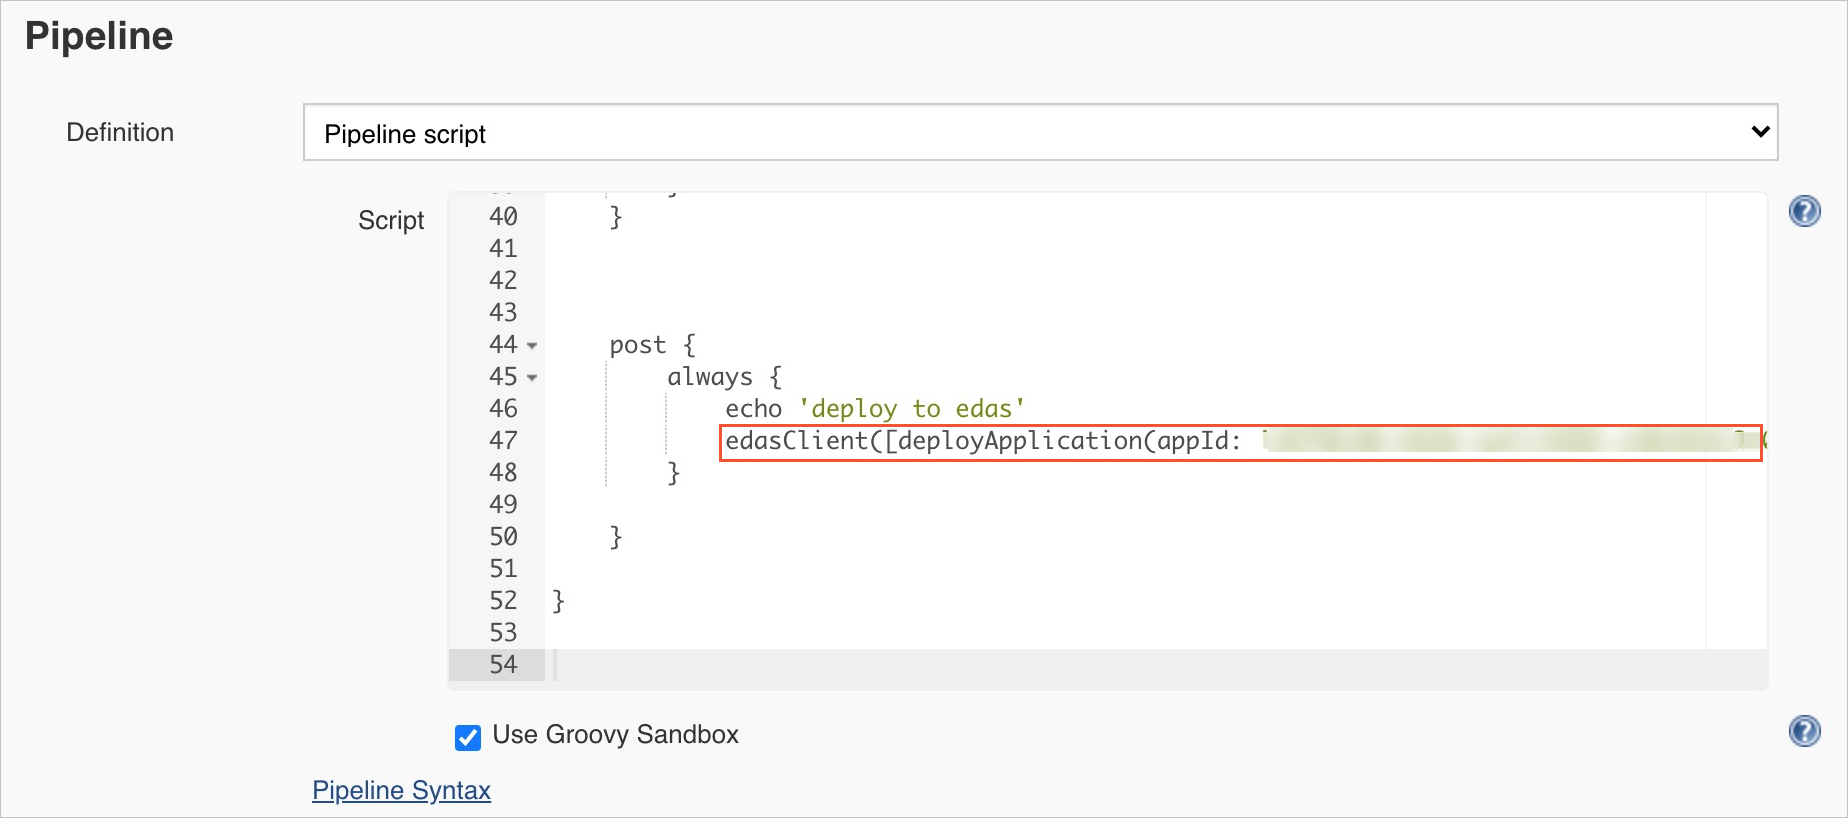 Pipeline
Definition
Pipeline script
Script
40 }
41
42
43
44 post {
45 always {
46 echo 'deploy to edas'
47 edasClient([deployApplication(appId:
48 }
49
50 }
51
52 }
53
54
Use Groovy Sandbox
Pipeline Syntax